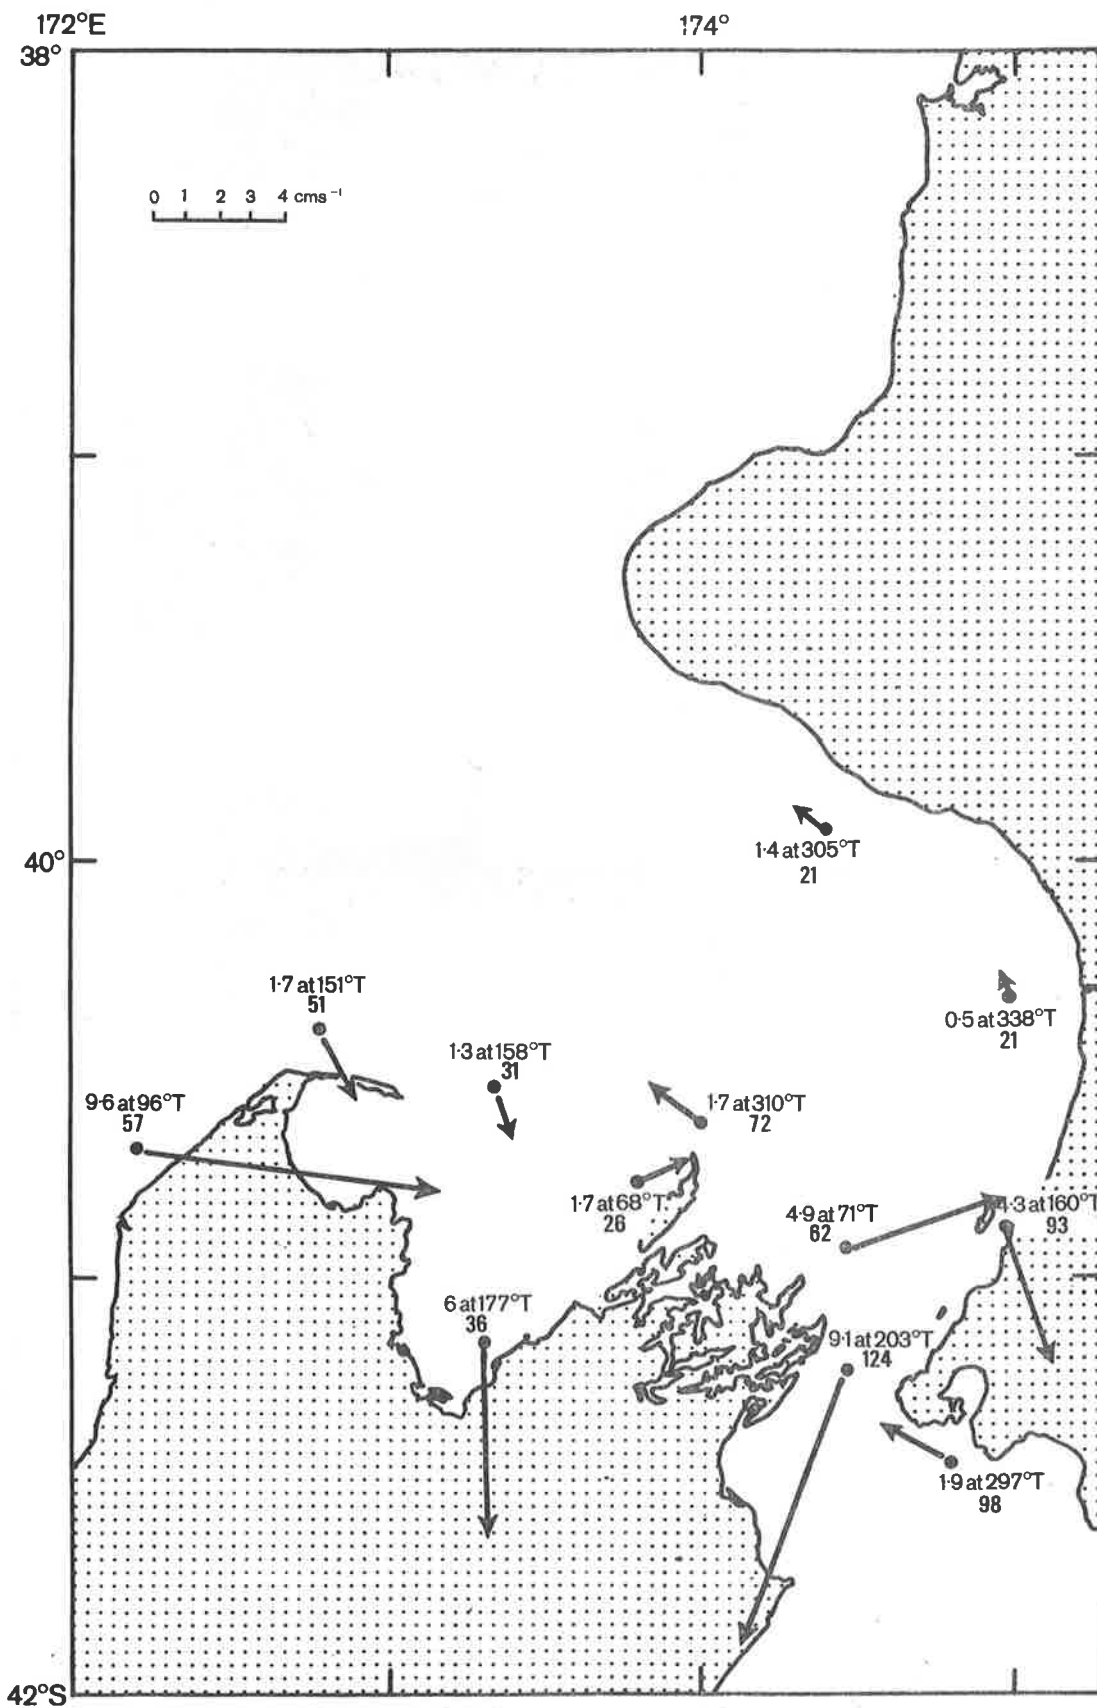 172°E 174°
38°
0 1 2 3 4 cms⁻¹
1·4 at 305°T
21
40°
1·7 at 151°T
51
0·5 at 338°T
21
1·3 at 158°T
31
9·6 at 96°T
57
1·7 at 310°T
72
1·7 at 68°T
26
4·9 at 71°T
62
4·3 at 160°T
93
6 at 177°T
36
9·1 at 203°T
124
1·9 at 297°T
98
42°S